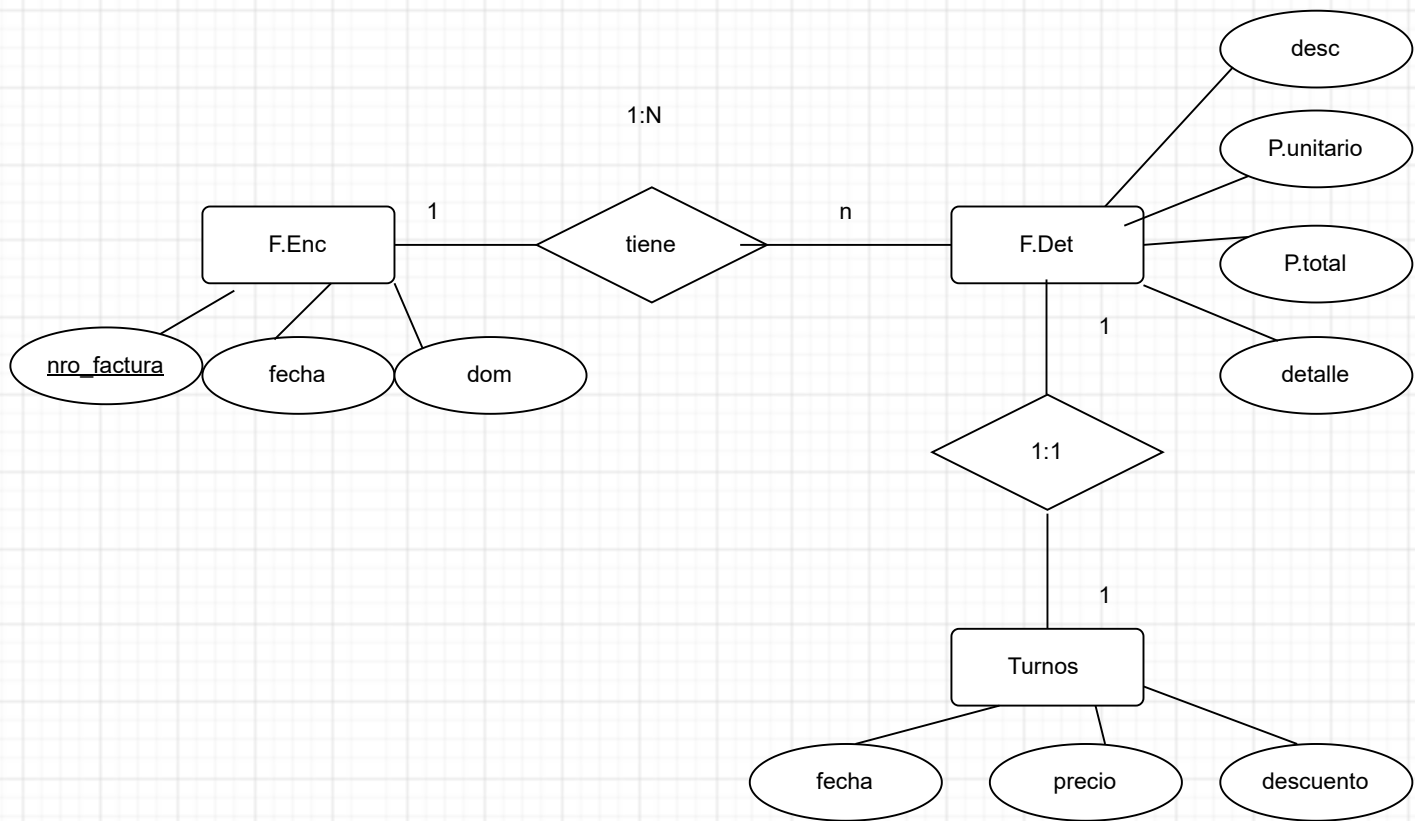 desc
1:N
P.unitario
1
n
F.Enc
tiene
F.Det
P.total
1
nro_factura
fecha
dom
detalle
1:1
1
Turnos
fecha
precio
descuento